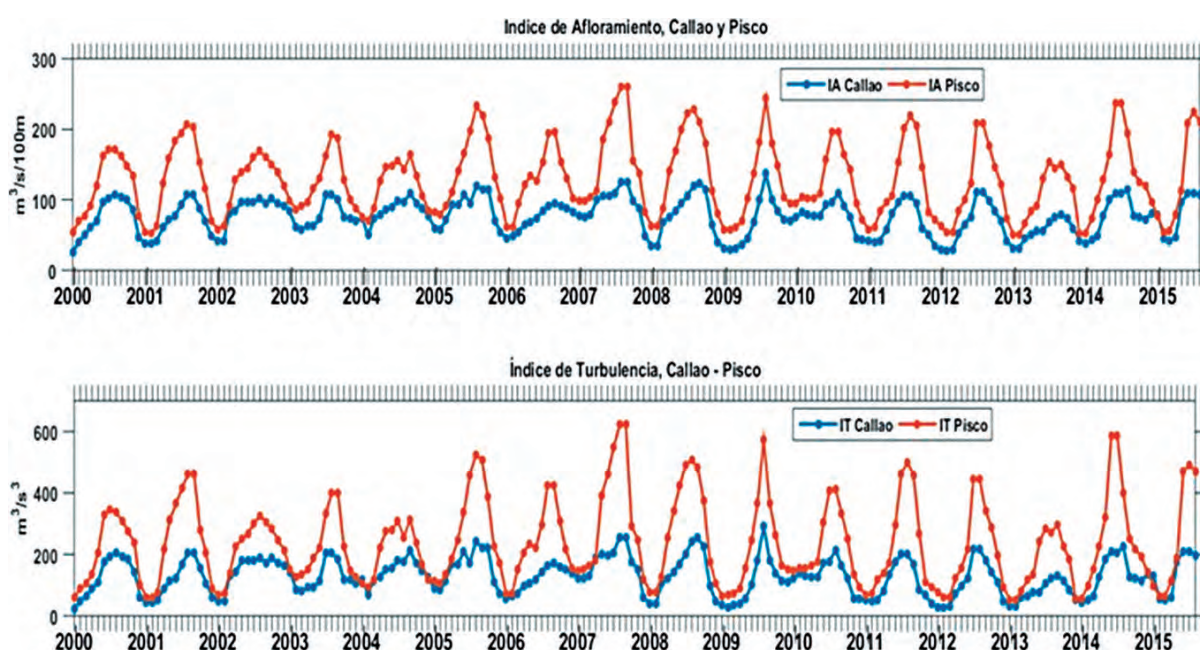 Indice de Afloramiento, Callao y Pisco
300
200
100
0
m³/s/100m
IA Callao IA Pisco
2000 2001 2002 2003 2004 2005 2006 2007 2008 2009 2010 2011 2012 2013 2014 2015
Índice de Turbulencia, Callao - Pisco
600
400
200
0
m³/s³
IT Callao IT Pisco
2000 2001 2002 2003 2004 2005 2006 2007 2008 2009 2010 2011 2012 2013 2014 2015